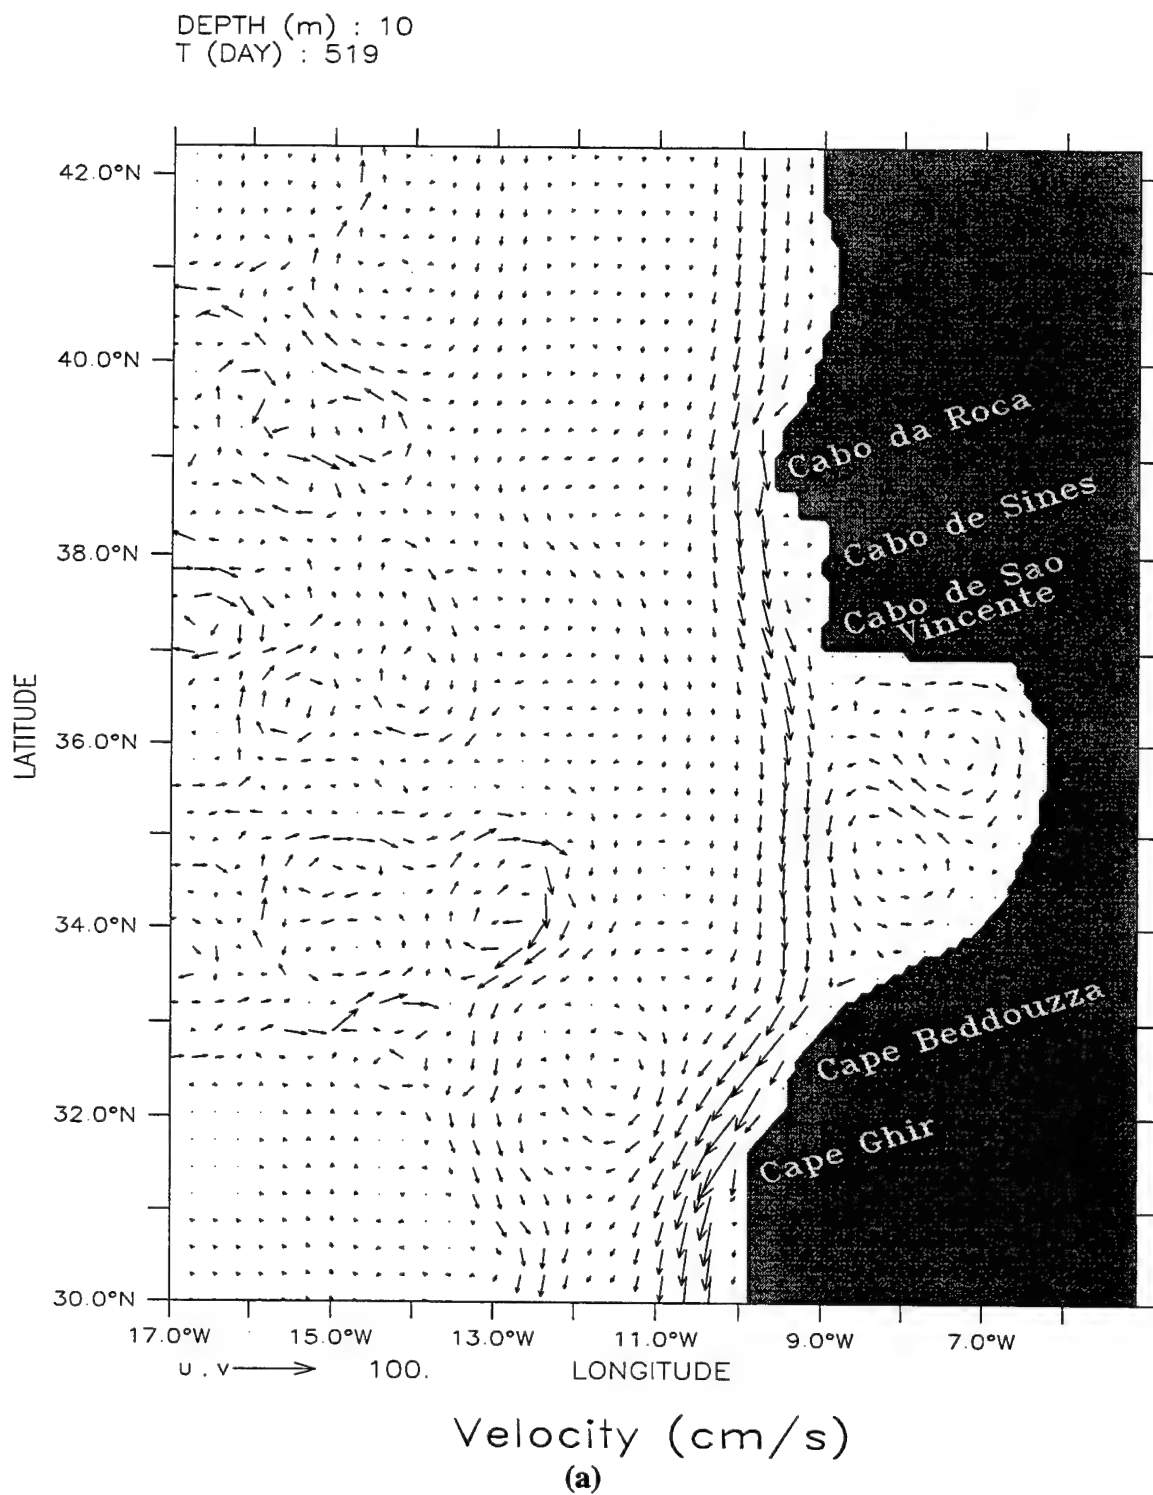 DEPTH (m) : 10
T (DAY) : 519
42.0°N
40.0°N
38.0°N
36.0°N
34.0°N
32.0°N
30.0°N
LATITUDE
Cabo da Roca
Cabo de Sines
Cabo de Sao
Vincente
Cape Beddouzza
Cape Ghir
17.0°W 15.0°W 13.0°W 11.0°W 9.0°W 7.0°W
u , v 100. LONGITUDE
Velocity (cm/s)
(a)